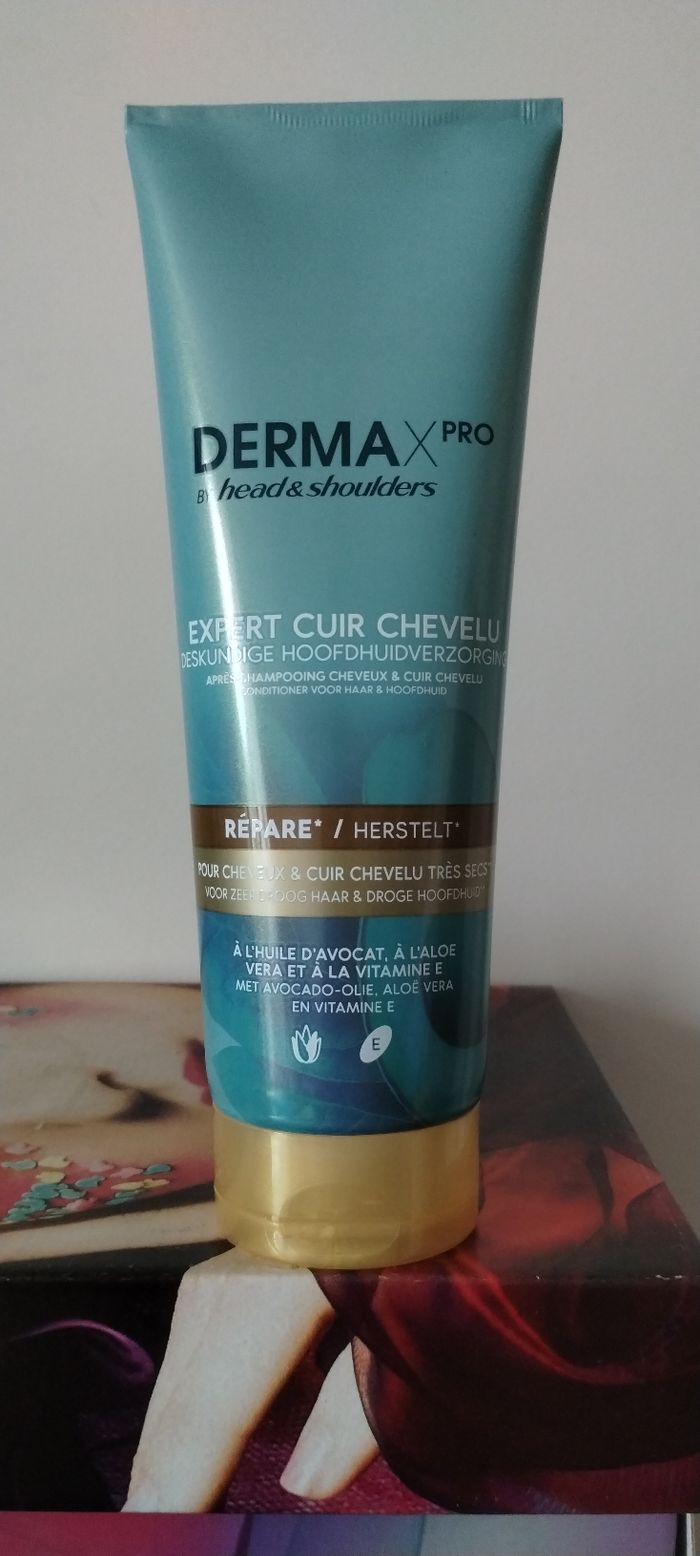 DERMAXPRO
BY head & shoulders
EXPERT CUIR CHEVELU
DESKUNDIGE HOOFDHUIDVERZORGING
APRÈS-SHAMPOOING CHEVEUX & CUIR CHEVELU
CONDITIONER VOOR HAAR & HOOFDHUID
RÉPARE* / HERSTELT*
POUR CHEVEUX & CUIR CHEVELU TRÈS SECS**
VOOR ZEER DROOG HAAR & DROGE HOOFDHUID**
À L'HUILE D'AVOCAT, À L'ALOE
VERA ET À LA VITAMINE E
MET AVOCADO-OLIE, ALOË VERA
EN VITAMINE E
E